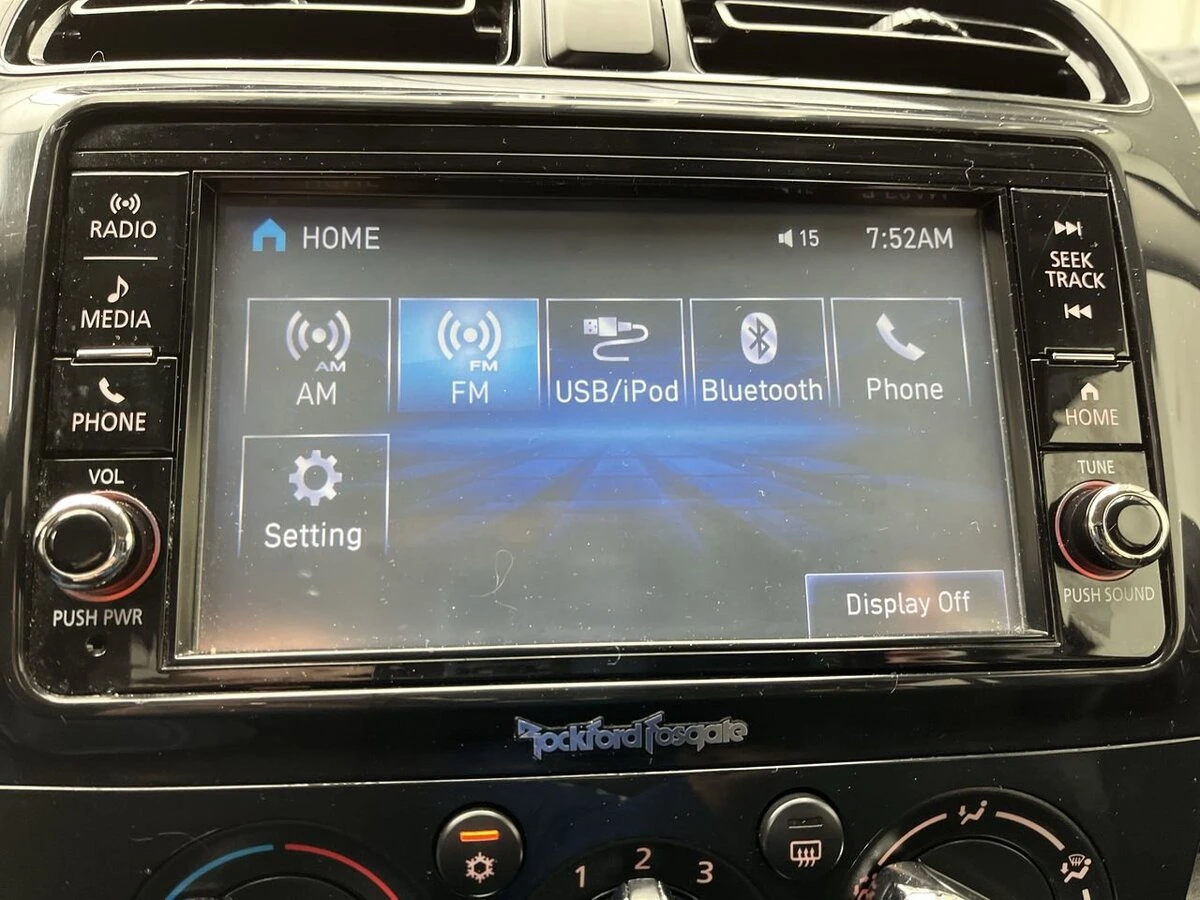 RADIO
MEDIA
PHONE
VOL
PUSH PWR
HOME
15
7:52AM
AM
AM
FM
FM
USB/iPod
Bluetooth
Phone
Setting
Display Off
SEEK
TRACK
HOME
TUNE
PUSH SOUND
Rockford Fosgate
1
2
3